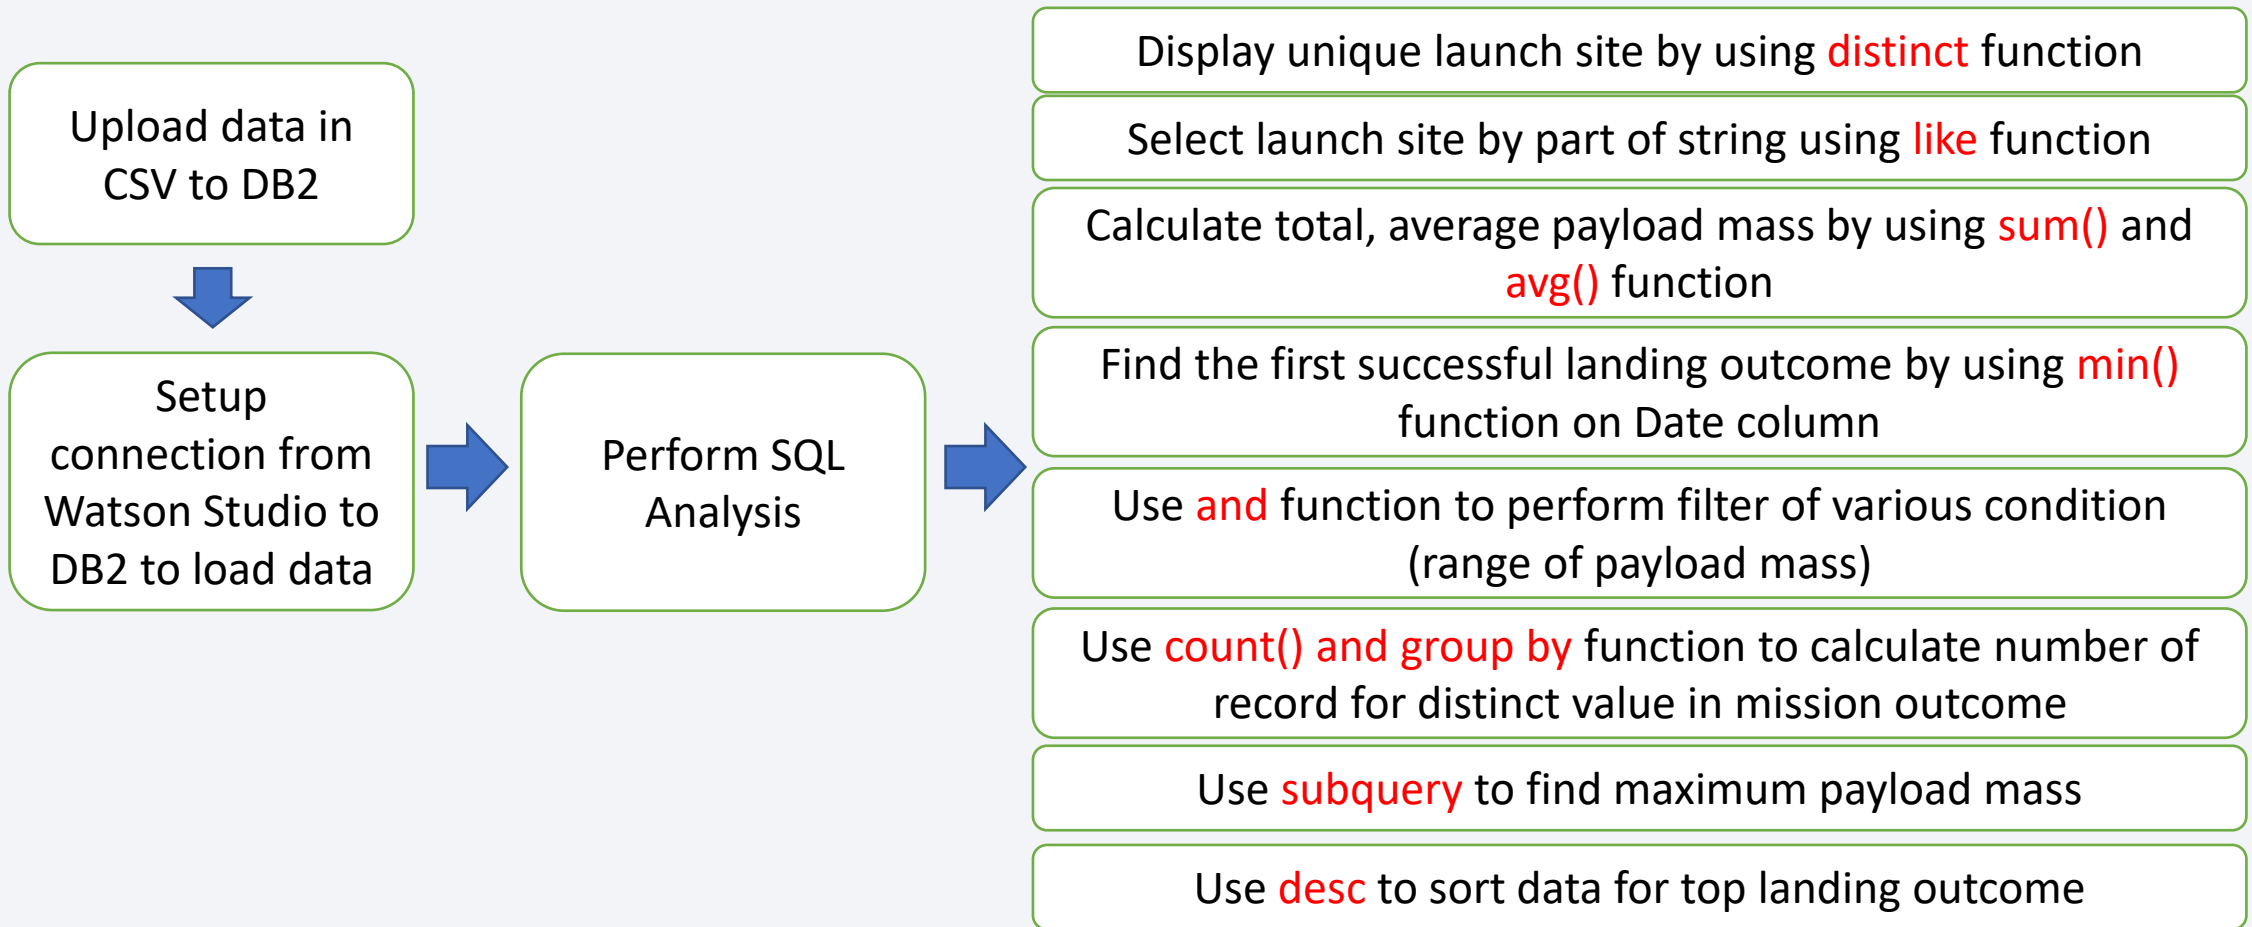 Upload data in
CSV to DB2
Setup
connection from
Watson Studio to
DB2 to load data
Perform SQL
Analysis
Display unique launch site by using distinct function
Select launch site by part of string using like function
Calculate total, average payload mass by using sum() and
avg() function
Find the first successful landing outcome by using min()
function on Date column
Use and function to perform filter of various condition
(range of payload mass)
Use count() and group by function to calculate number of
record for distinct value in mission outcome
Use subquery to find maximum payload mass
Use desc to sort data for top landing outcome